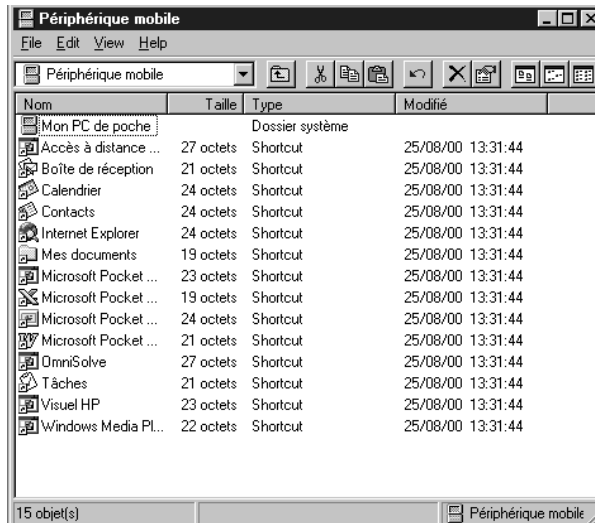 Périphérique mobile
File Edit View Help
Périphérique mobile
Nom Taille Type Modifié
Mon PC de poche Dossier système
Accès à distance ... 27 octets Shortcut 25/08/00 13:31:44
Boîte de réception 21 octets Shortcut 25/08/00 13:31:44
Calendrier 24 octets Shortcut 25/08/00 13:31:44
Contacts 24 octets Shortcut 25/08/00 13:31:44
Internet Explorer 24 octets Shortcut 25/08/00 13:31:44
Mes documents 19 octets Shortcut 25/08/00 13:31:44
Microsoft Pocket ... 23 octets Shortcut 25/08/00 13:31:44
Microsoft Pocket ... 19 octets Shortcut 25/08/00 13:31:44
Microsoft Pocket ... 24 octets Shortcut 25/08/00 13:31:44
Microsoft Pocket ... 21 octets Shortcut 25/08/00 13:31:44
OmniSolve 27 octets Shortcut 25/08/00 13:31:44
Tâches 21 octets Shortcut 25/08/00 13:31:44
Visuel HP 23 octets Shortcut 25/08/00 13:31:44
Windows Media Pl... 22 octets Shortcut 25/08/00 13:31:44
15 objet(s) Périphérique mobile